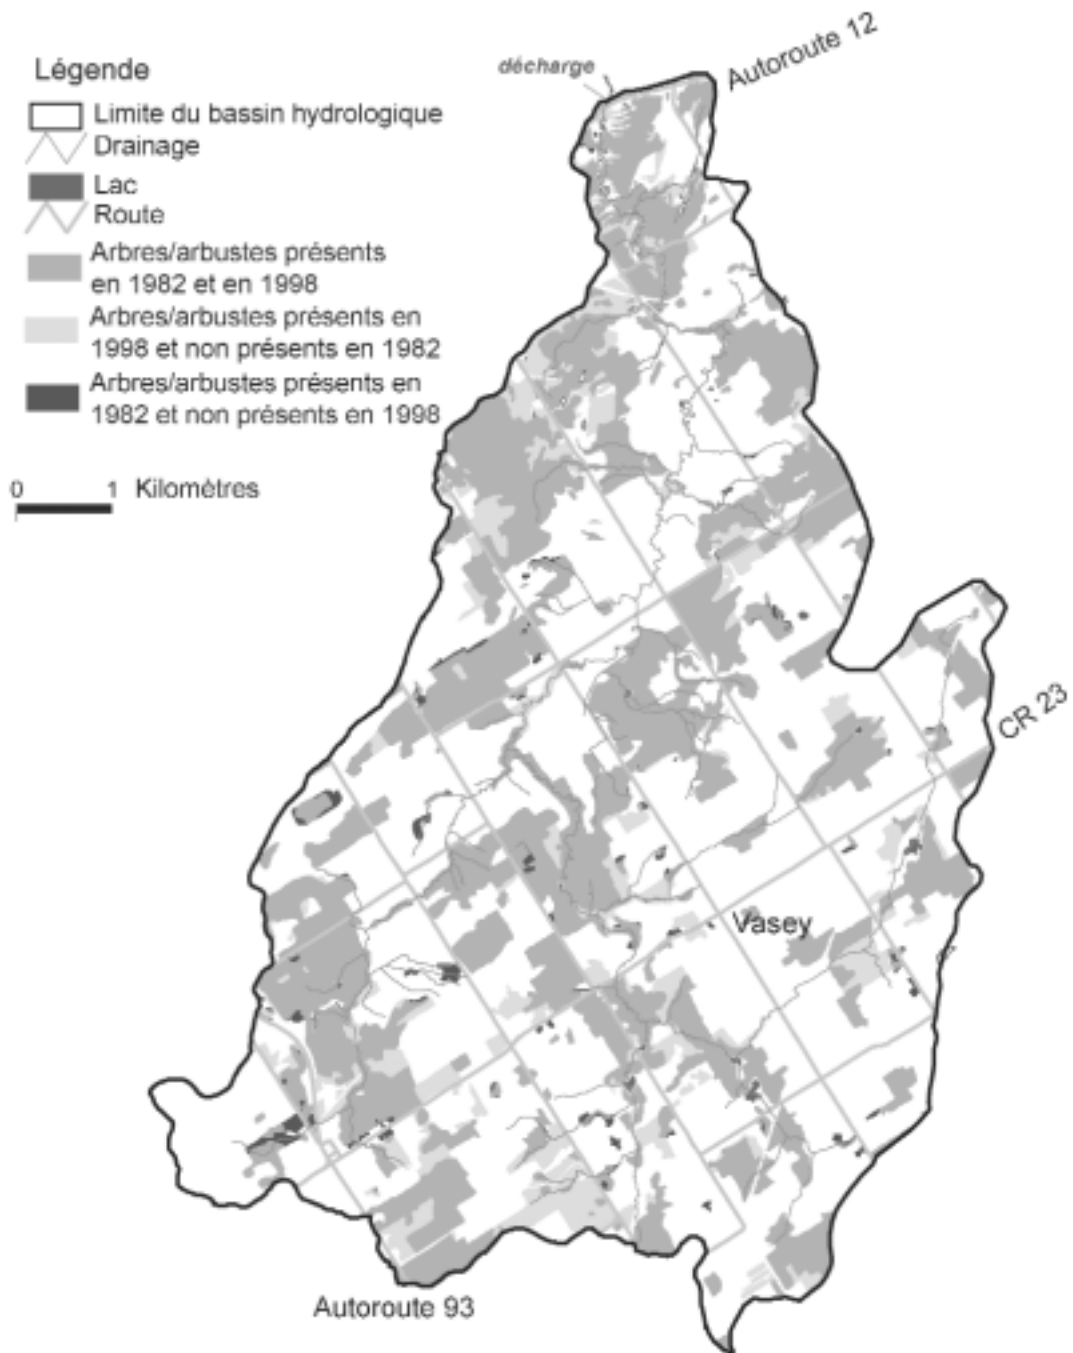 Autoroute 12
décharge
Légende
Limite du bassin hydrologique
Drainage
Lac
Route
Arbres/arbustes présents
en 1982 et en 1998
Arbres/arbustes présents en
1998 et non présents en 1982
Arbres/arbustes présents en
1982 et non présents en 1998
0 1 Kilomètres
CR 23
Vasey
Autoroute 93